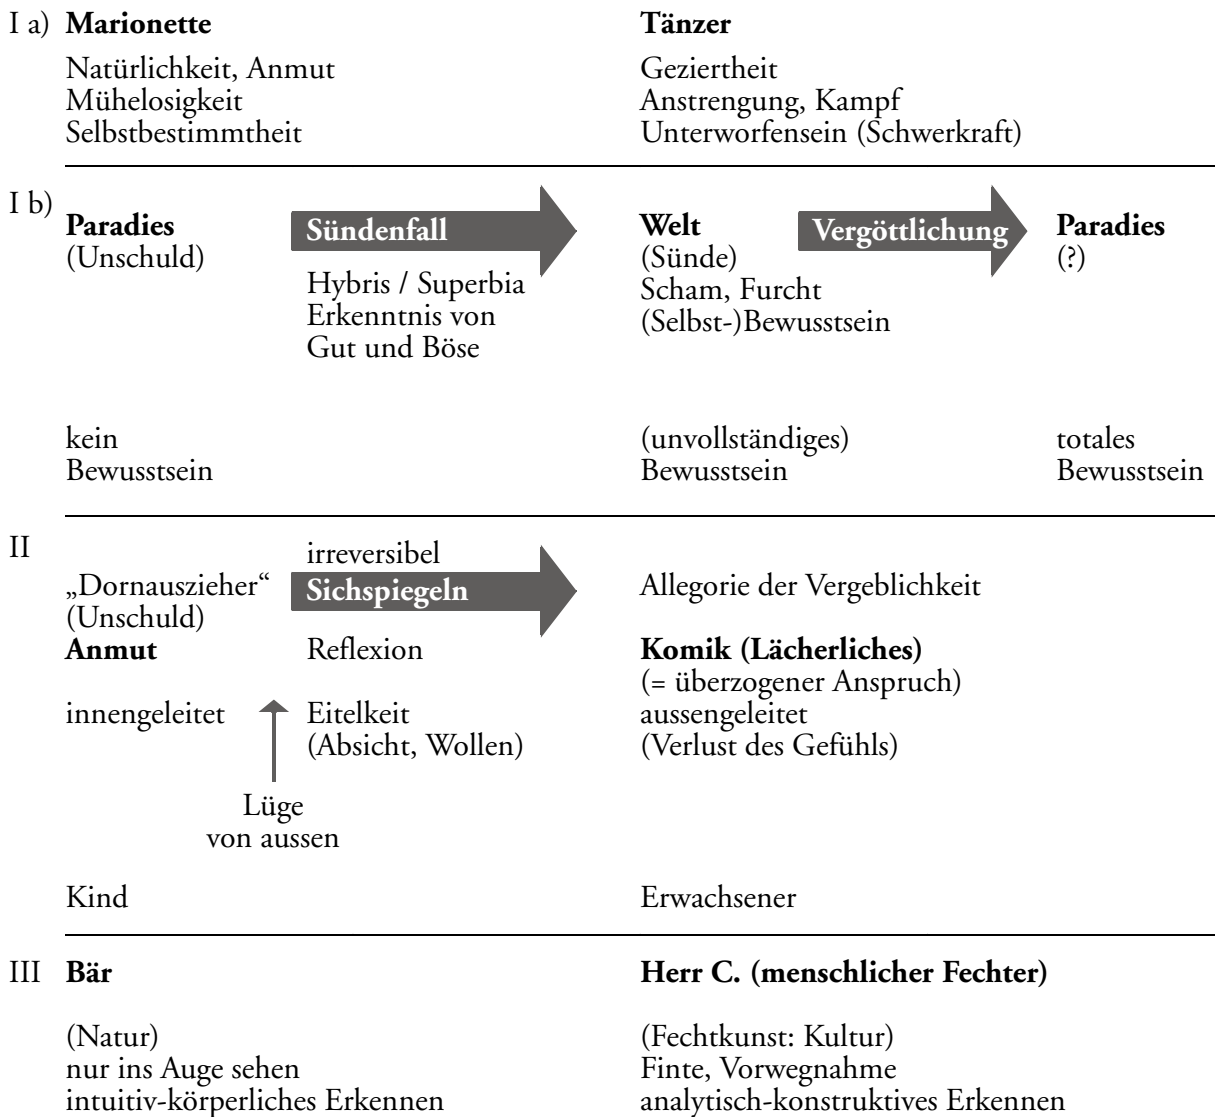 I a) Marionette Tänzer
Natürlichkeit, Anmut Geziertheit
Mühelosigkeit Anstrengung, Kampf
Selbstbestimmtheit Unterworfensein (Schwerkraft)
I b)
Paradies Sündenfall Welt Vergöttlichung Paradies
(Unschuld) (Sünde) (?)
Hybris / Superbia Scham, Furcht
Erkenntnis von (Selbst-)Bewusstsein
Gut und Böse
kein (unvollständiges) totales
Bewusstsein Bewusstsein Bewusstsein
II irreversibel
„Dornauszieher“ Sichspiegeln Allegorie der Vergeblichkeit
(Unschuld)
Anmut Reflexion Komik (Lächerliches)
(= überzogener Anspruch)
innengeleitet Eitelkeit aussengeleitet
(Absicht, Wollen) (Verlust des Gefühls)
Lüge
von aussen
Kind Erwachsener
III Bär Herr C. (menschlicher Fechter)
(Natur) (Fechtkunst: Kultur)
nur ins Auge sehen Finte, Vorwegnahme
intuitiv-körperliches Erkennen analytisch-konstruktives Erkennen